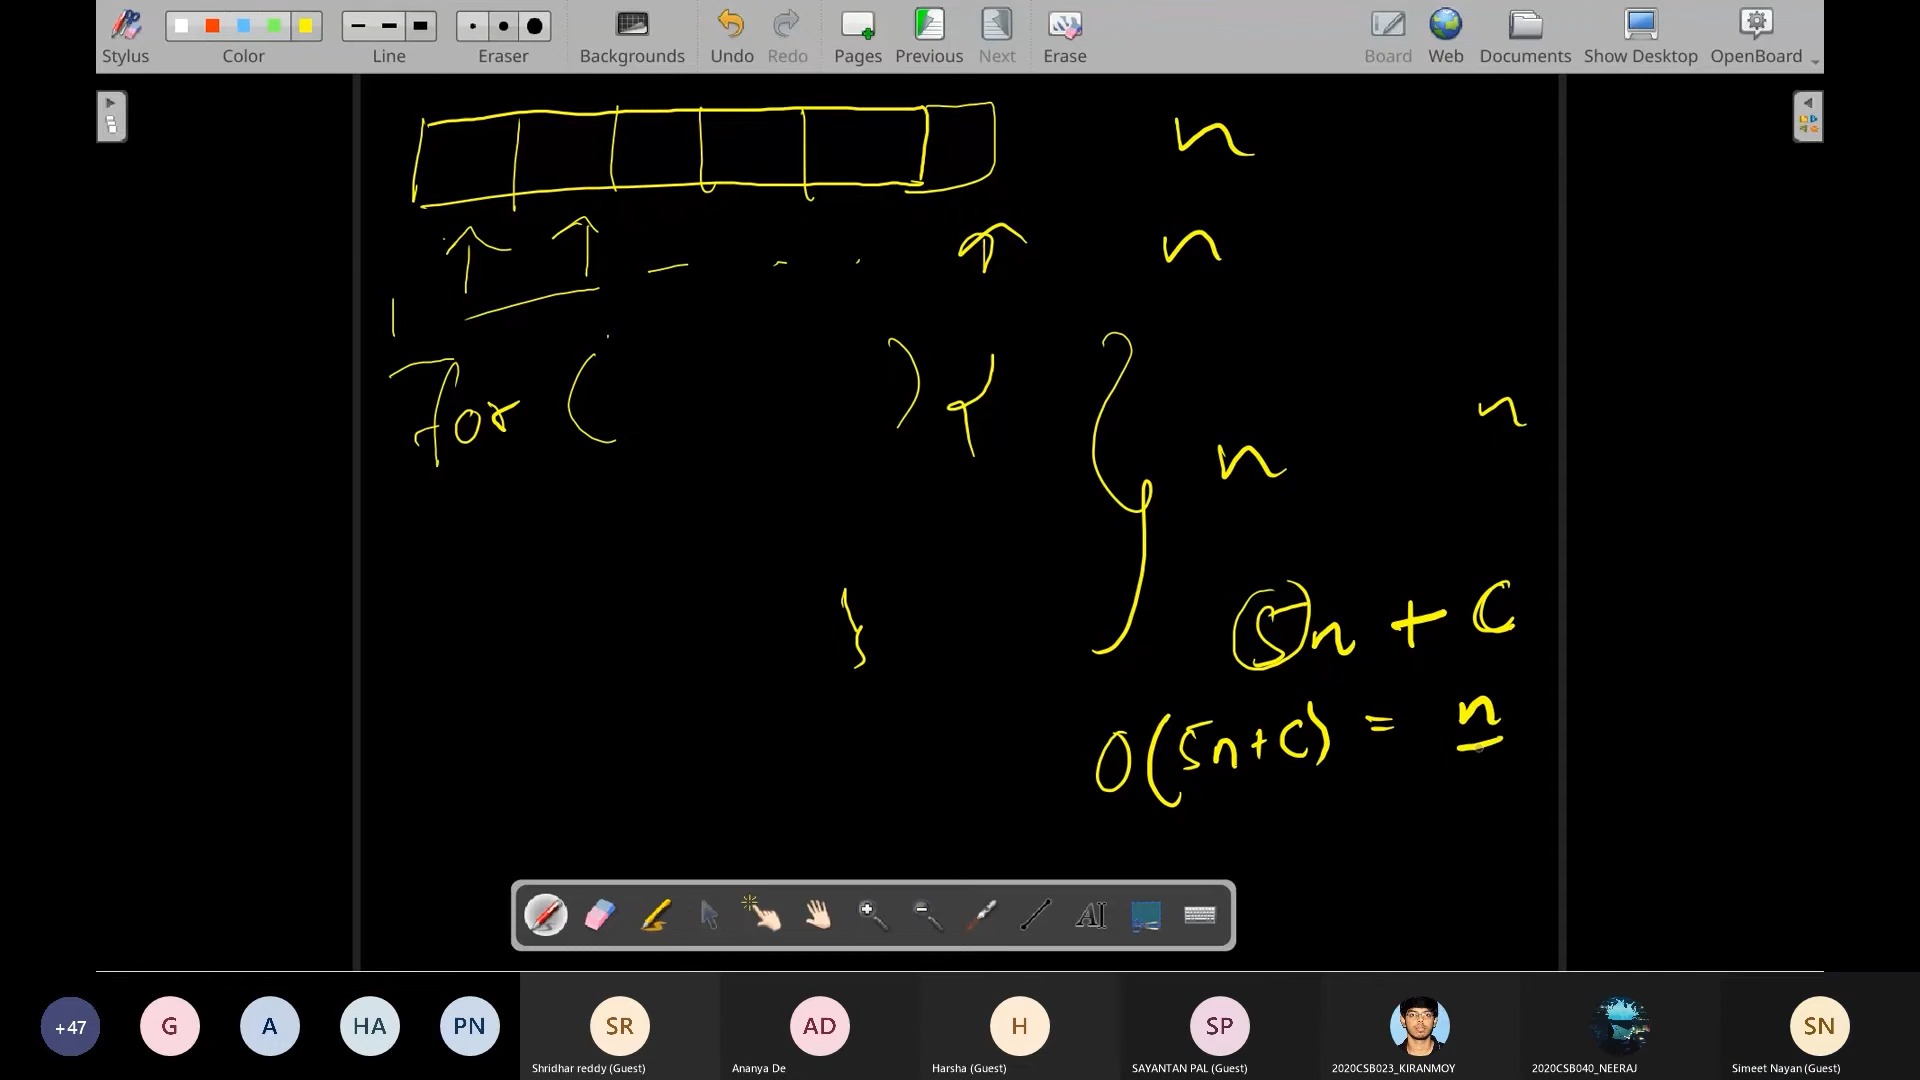 Stylus Color Line Eraser Backgrounds Undo Redo Pages Previous Next Erase Board Web Documents Show Desktop OpenBoard
n
n
For ( ) {
n
n
}
5n + C
O(5n+C) = n
AI
+47 G A HA PN SR AD H SP SN
Shridhar reddy (Guest) Ananya De Harsha (Guest) SAYANTAN PAL (Guest) 2020CSB023_KIRANMOY 2020CSB040_NEERAJ Simeet Nayan (Guest)